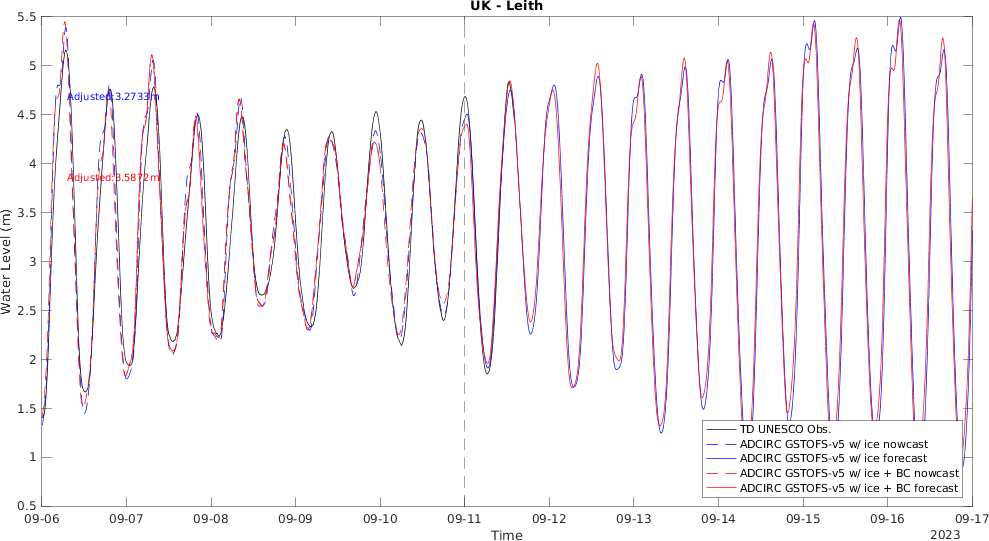 UK - Leith
5.5
5
4.5
4
3.5
3
2.5
2
1.5
1
0.5
Water Level (m)
Adjusted:3.2733m
Adjusted:3.5872m
TD UNESCO Obs.
ADCIRC GSTOFS-v5 w/ ice nowcast
ADCIRC GSTOFS-v5 w/ ice forecast
ADCIRC GSTOFS-v5 w/ ice + BC nowcast
ADCIRC GSTOFS-v5 w/ ice + BC forecast
09-06 09-07 09-08 09-09 09-10 09-11 09-12 09-13 09-14 09-15 09-16 09-17
Time
2023